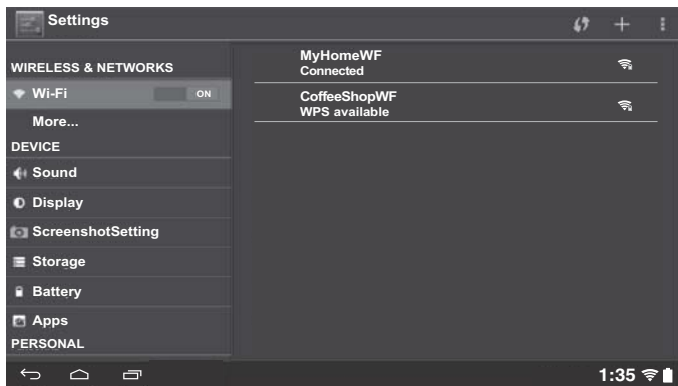 Settings
WIRELESS & NETWORKS
Wi-Fi ON
More...
DEVICE
Sound
Display
ScreenshotSetting
Storage
Battery
Apps
PERSONAL
MyHomeWF
Connected
CoffeeShopWF
WPS available
1:35